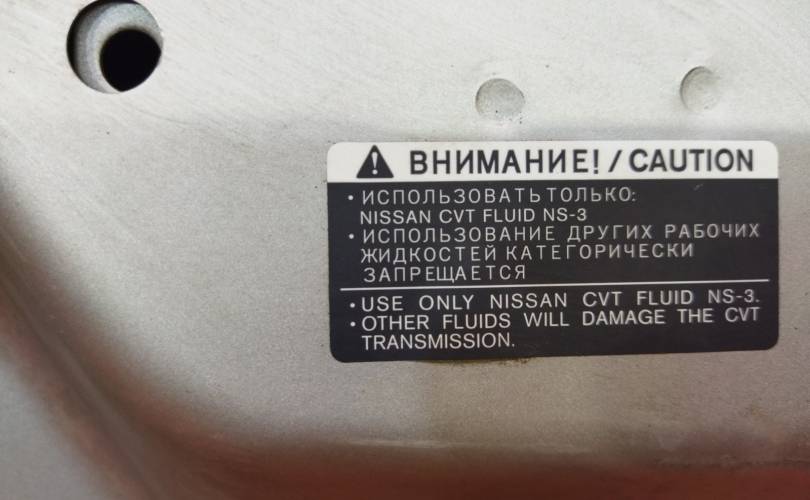 ВНИМАНИЕ! / CAUTION
• ИСПОЛЬЗОВАТЬ ТОЛЬКО:
NISSAN CVT FLUID NS-3
• ИСПОЛЬЗОВАНИЕ ДРУГИХ РАБОЧИХ
ЖИДКОСТЕЙ КАТЕГОРИЧЕСКИ
ЗАПРЕЩАЕТСЯ
• USE ONLY NISSAN CVT FLUID NS-3.
• OTHER FLUIDS WILL DAMAGE THE CVT
TRANSMISSION.